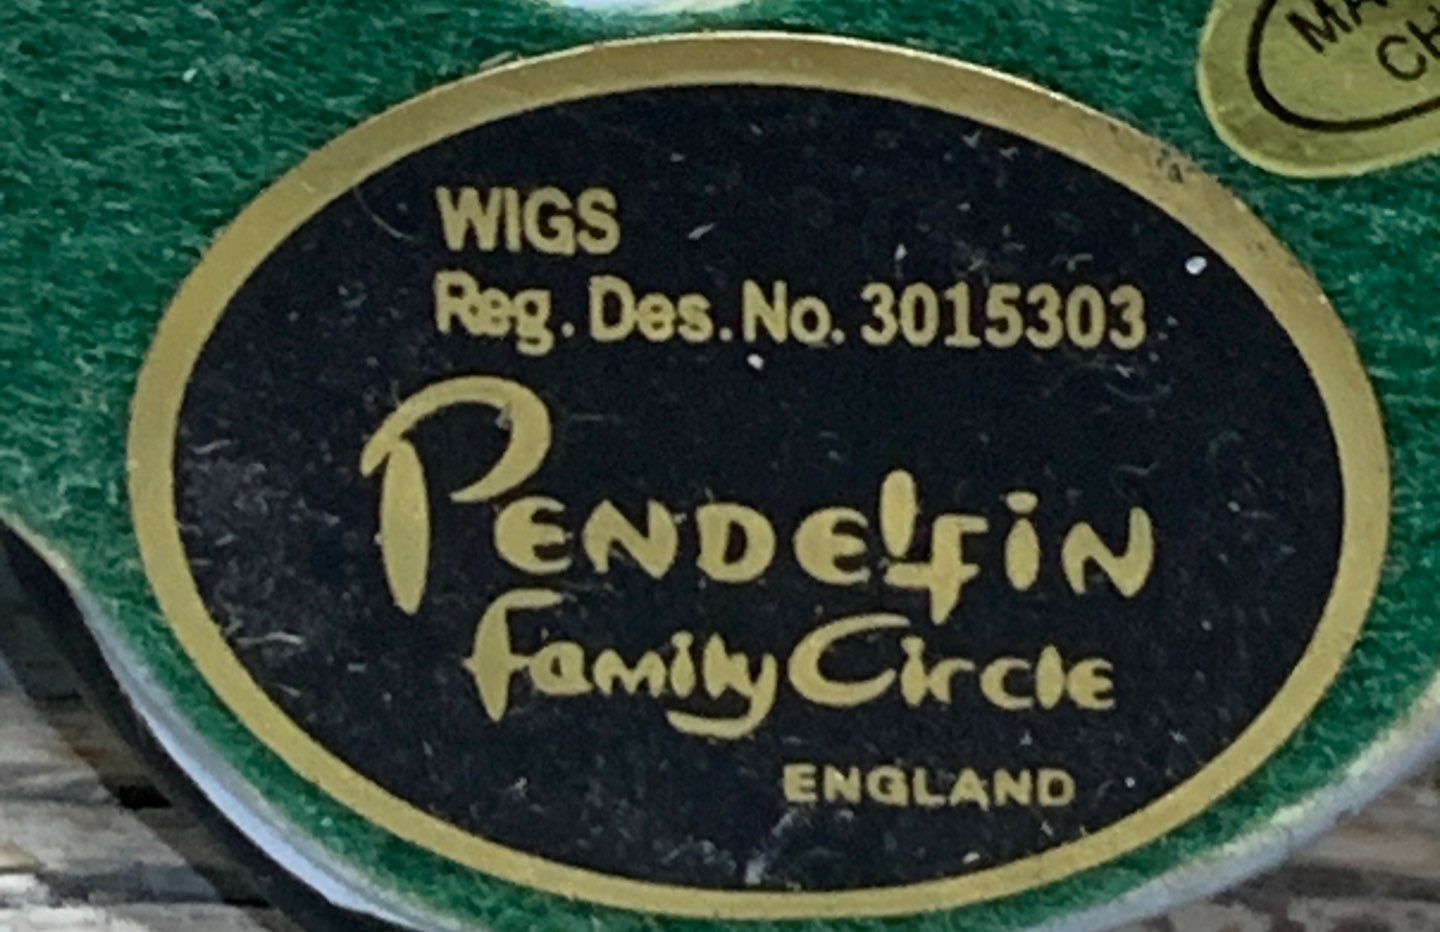 WIGS
Reg. Des. No. 3015303
PENDELFIN
Family Circle
ENGLAND